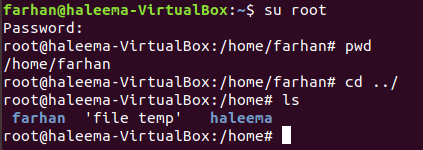 farhan@haleema-VirtualBox:~$ su root
Password:
root@haleema-VirtualBox:/home/farhan# pwd
/home/farhan
root@haleema-VirtualBox:/home/farhan# cd ../
root@haleema-VirtualBox:/home# ls
farhan 'file temp' haleema
root@haleema-VirtualBox:/home#